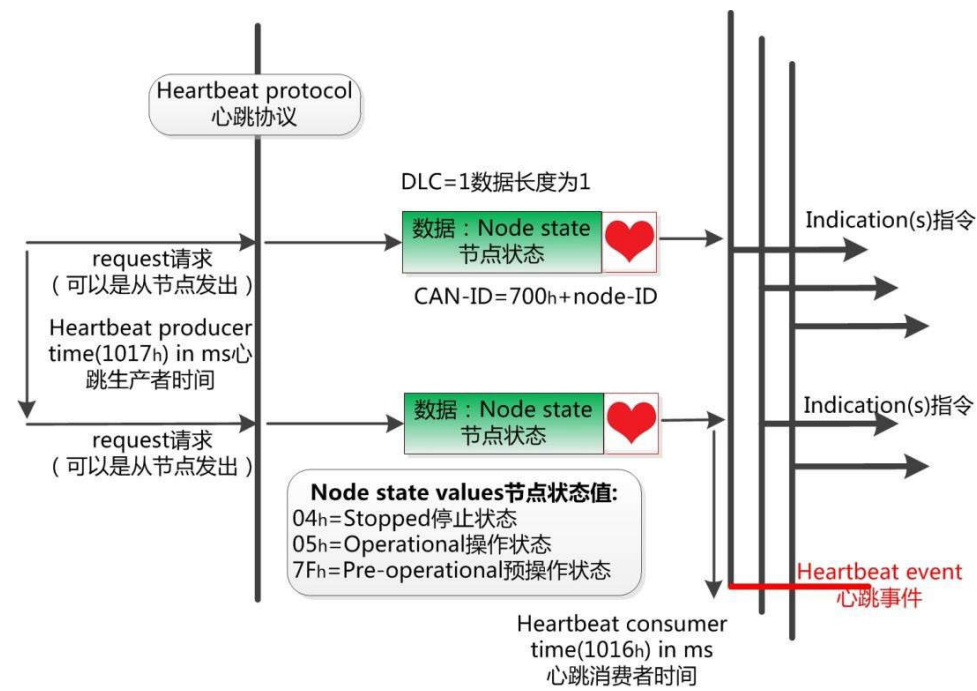 Heartbeat protocol
心跳协议
DLC=1数据长度为1
数据：Node state
节点状态
CAN-ID=700h+node-ID
Indication(s)指令
request请求
（可以是从节点发出）
Heartbeat producer
time(1017h) in ms心
跳生产者时间
数据：Node state
节点状态
Indication(s)指令
request请求
（可以是从节点发出）
Node state values节点状态值:
04h=Stopped停止状态
05h=Operational操作状态
7Fh=Pre-operational预操作状态
Heartbeat event
心跳事件
Heartbeat consumer
time(1016h) in ms
心跳消费者时间